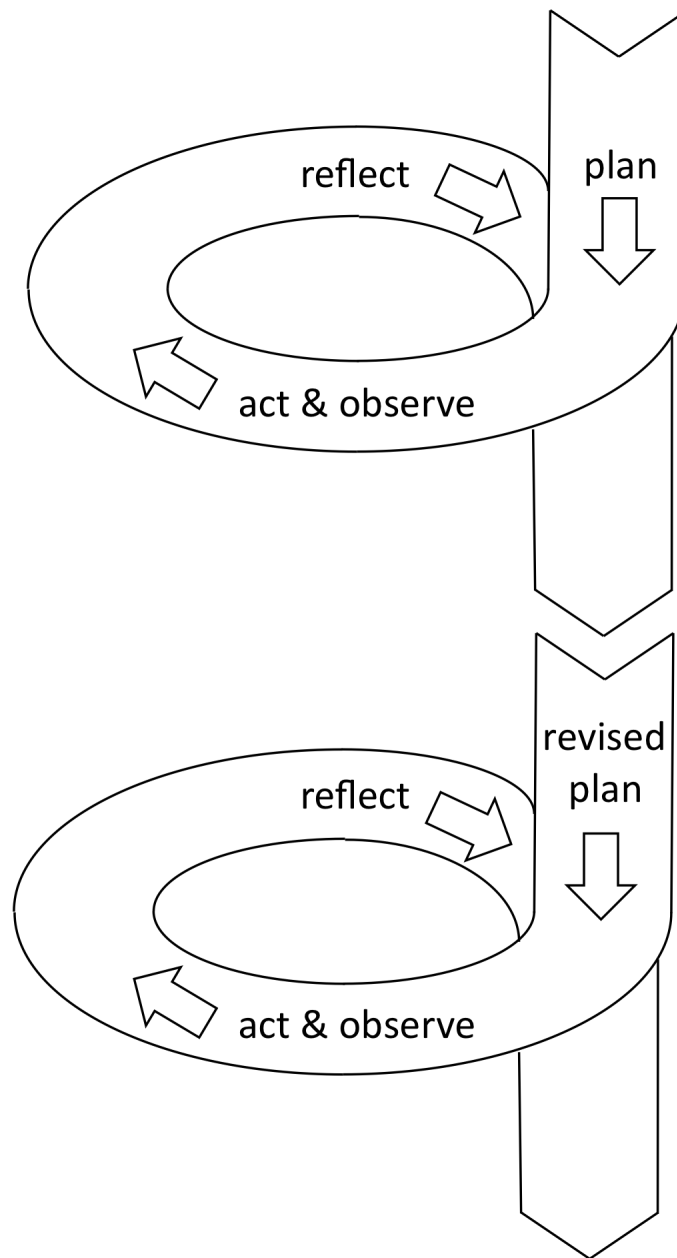 plan
reflect
act & observe
revised
plan
reflect
act & observe